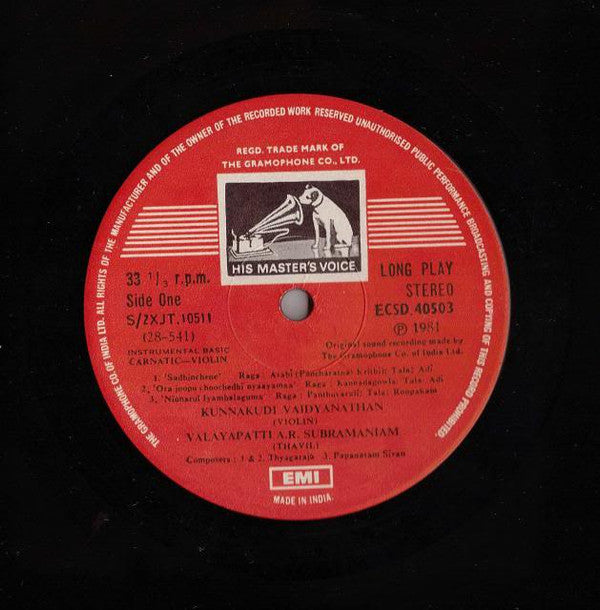 THE GRAMOPHONE CO. OF INDIA LTD. ALL RIGHTS OF THE MANUFACTURER AND OF THE OWNER OF THE RECORDED WORK RESERVED UNAUTHORISED PUBLIC PERFORMANCE BROADCASTING AND COPYING OF THE RECORD PROHIBITED.
REGD. TRADE MARK OF
THE GRAMOPHONE CO., LTD.
HIS MASTER'S VOICE
33 1/3 r.p.m.
Side One
S/2XJT.10511
(28-541)
INSTRUMENTAL BASIC
CARNATIC-VIOLIN
LONG PLAY
STEREO
ECSD 40503
℗ 1981
Original sound recording made by
The Gramophone Co. of India Ltd.
1. 'Sadhinchene' Raga : Arabi (Pancharatna) Krithi: Tala: Adi
2. 'Ora joopu choochedhi nyaayamaa' Raga : Kannadagowla Tala: Adi
3. Raga : Panthuvarali: Tala: Roopakam
KUNNAKUDI VAIDYANATHAN
(VIOLIN)
VALAYAPATTI A.R. SUBRAMANIAM
(THAVIL)
Composers : 1 & 2. Thyagaraja 3. Papanasam Sivan
EMI
MADE IN INDIA.